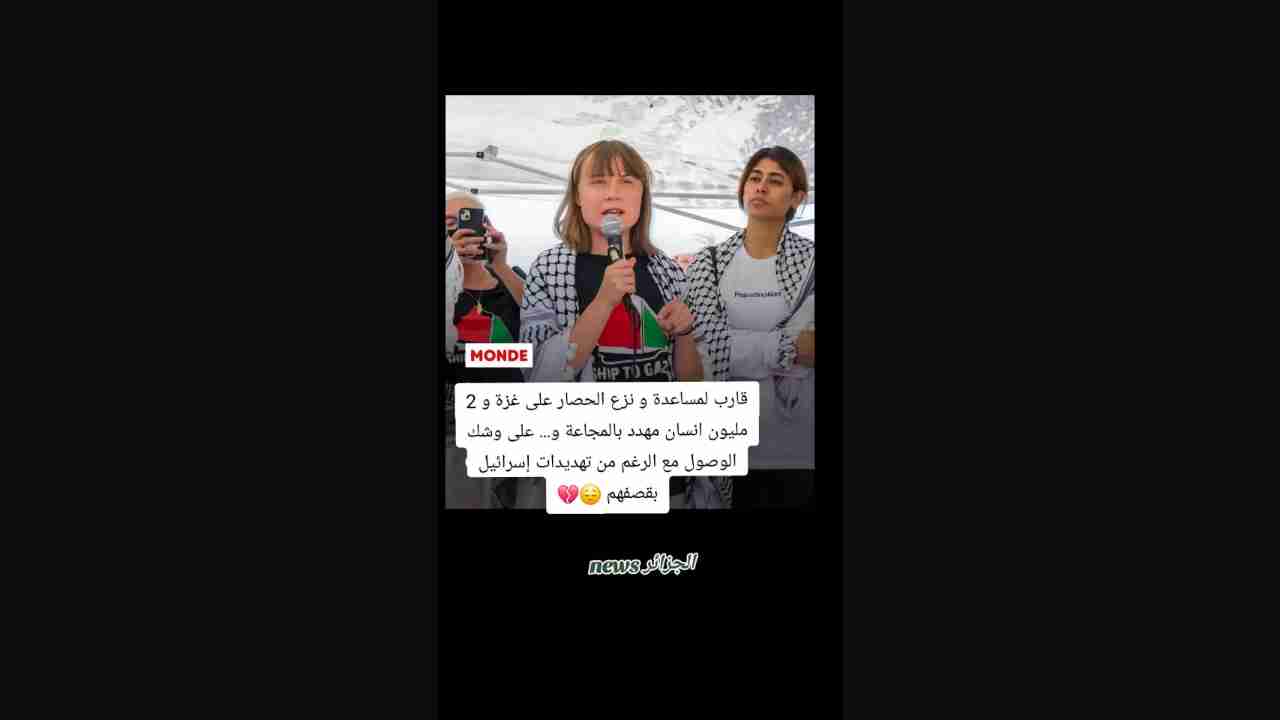 MONDE
SHIP TO GAZ
قارب لمساعدة و نزع الحصار على غزة و 2
مليون انسان مهدد بالمجاعة و... على وشك
الوصول مع الرغم من تهديدات إسرائيل
بقصفهم 😔💔
الجزائر news